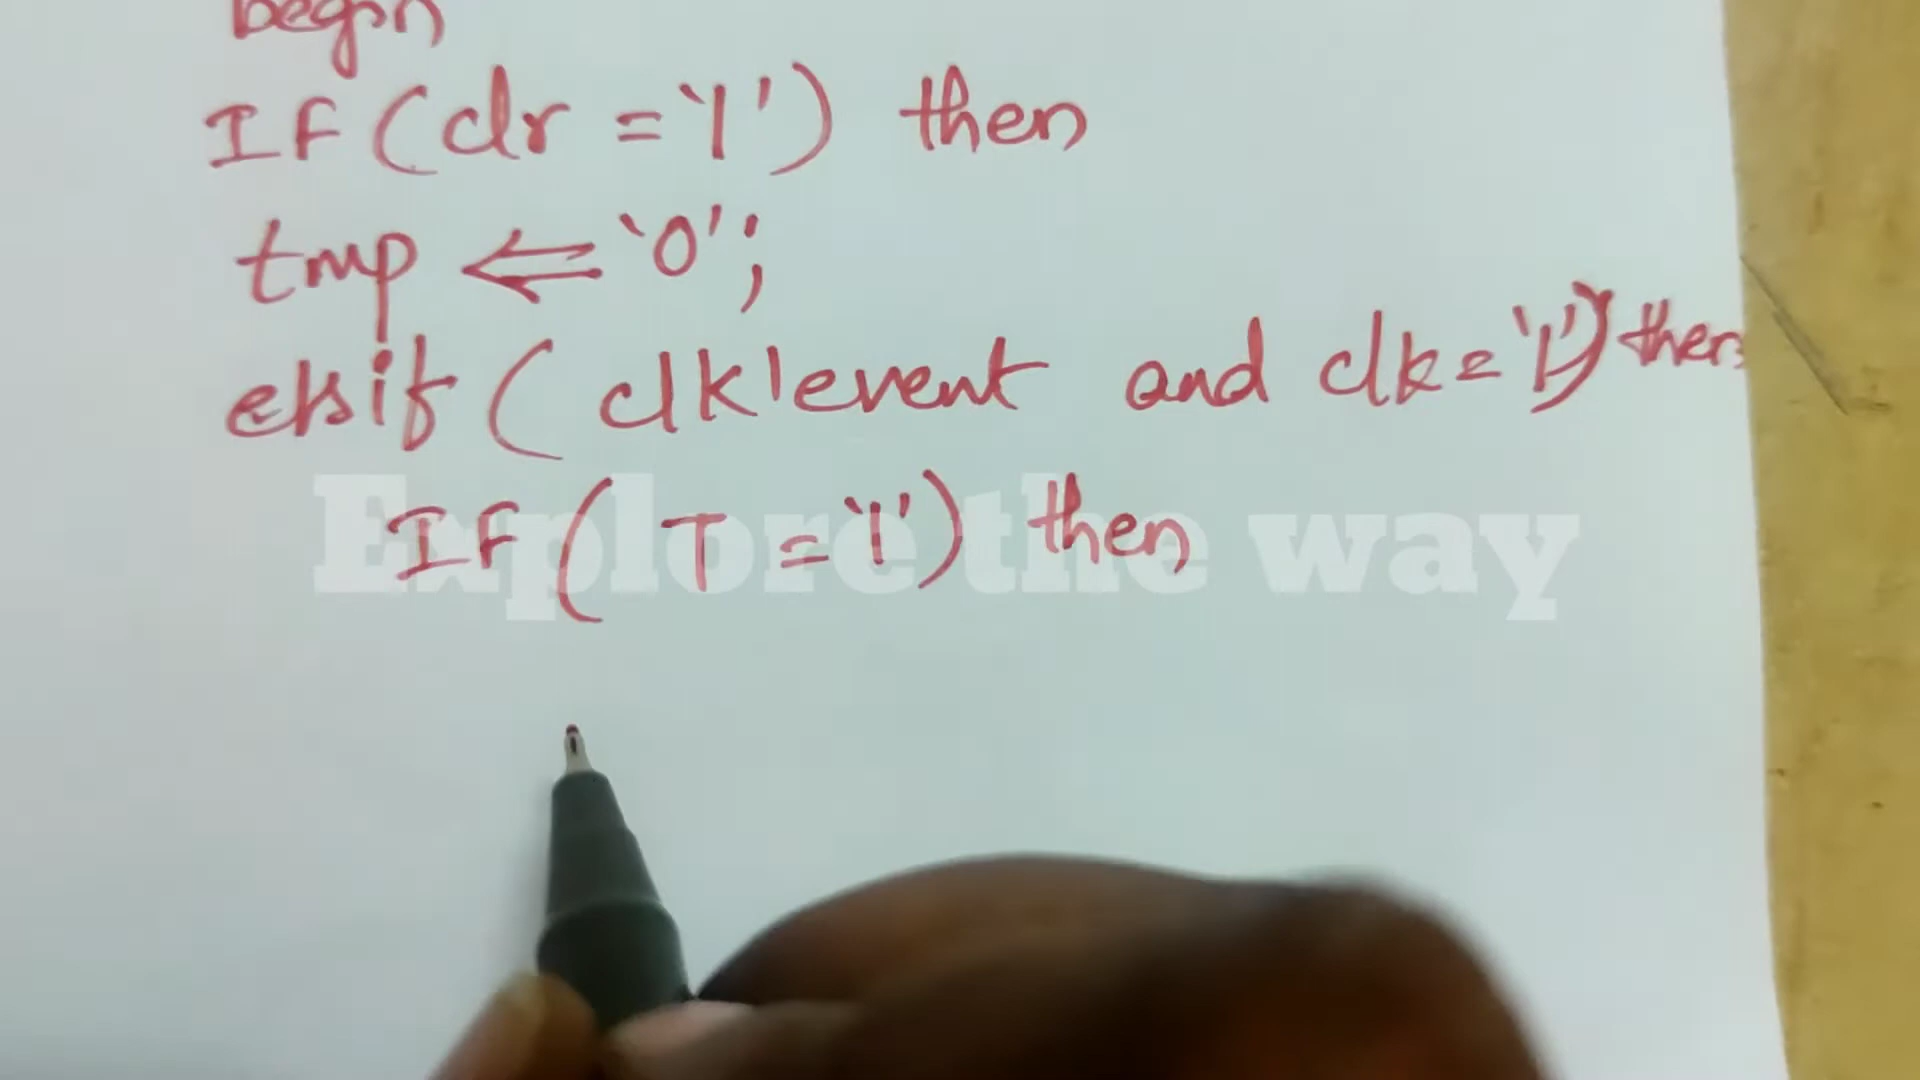 begin
IF (clr = '1') then
tmp <= '0';
elsif ( clk'event and clk = '1') then
IF ( T = '1') then
Explore the way